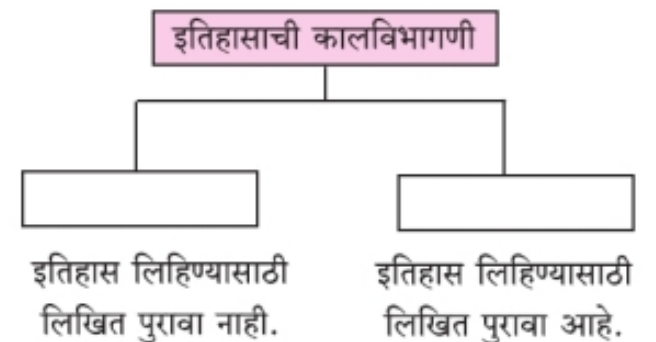 इतिहासाची कालविभागणी
इतिहास लिहिण्यासाठी
लिखित पुरावा नाही.
इतिहास लिहिण्यासाठी
लिखित पुरावा आहे.